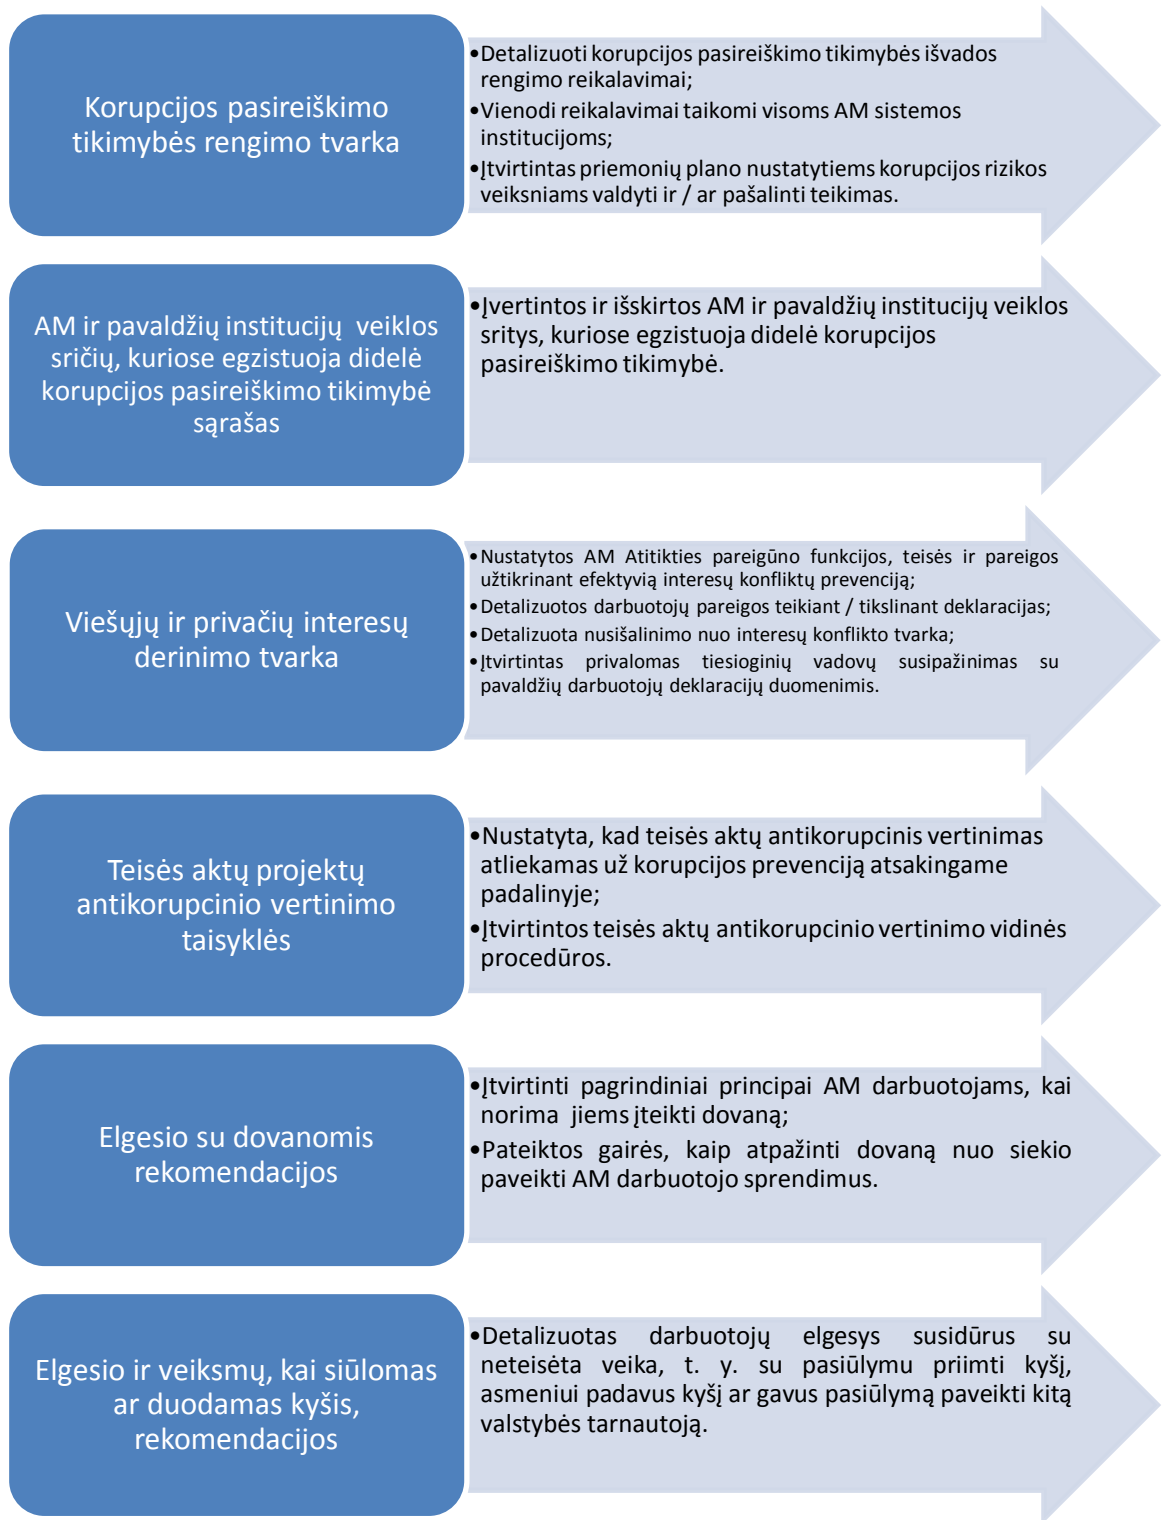 Korupcijos pasireiškimo
tikimybės rengimo tvarka
•Detalizuoti korupcijos pasireiškimo tikimybės išvados
rengimo reikalavimai;
•Vienodi reikalavimai taikomi visoms AM sistemos
institucijoms;
•Įtvirtintas priemonių plano nustatytiems korupcijos rizikos
veiksniams valdyti ir / ar pašalinti teikimas.
AM ir pavaldžių institucijų veiklos
sričių, kuriose egzistuoja didelė
korupcijos pasireiškimo tikimybė
sąrašas
•Įvertintos ir išskirtos AM ir pavaldžių institucijų veiklos
sritys, kuriose egzistuoja didelė korupcijos
pasireiškimo tikimybė.
Viešųjų ir privačių interesų
derinimo tvarka
•Nustatytos AM Atitikties pareigūno funkcijos, teisės ir pareigos
užtikrinant efektyvią interesų konfliktų prevenciją;
•Detalizuotos darbuotojų pareigos teikiant / tikslinant deklaracijas;
•Detalizuota nusišalinimo nuo interesų konflikto tvarka;
•Įtvirtintas privalomas tiesioginių vadovų susipažinimas su
pavaldžių darbuotojų deklaracijų duomenimis.
Teisės aktų projektų
antikorupcinio vertinimo
taisyklės
•Nustatyta, kad teisės aktų antikorupcinis vertinimas
atliekamas už korupcijos prevenciją atsakingame
padalinyje;
•Įtvirtintos teisės aktų antikorupcinio vertinimo vidinės
procedūros.
Elgesio su dovanomis
rekomendacijos
•Įtvirtinti pagrindiniai principai AM darbuotojams, kai
norima jiems įteikti dovaną;
•Pateiktos gairės, kaip atpažinti dovaną nuo siekio
paveikti AM darbuotojo sprendimus.
Elgesio ir veiksmų, kai siūlomas
ar duodamas kyšis,
rekomendacijos
•Detalizuotas darbuotojų elgesys susidūrus su
neteisėta veika, t. y. su pasiūlymu priimti kyšį,
asmeniui padavus kyšį ar gavus pasiūlymą paveikti kitą
valstybės tarnautoją.